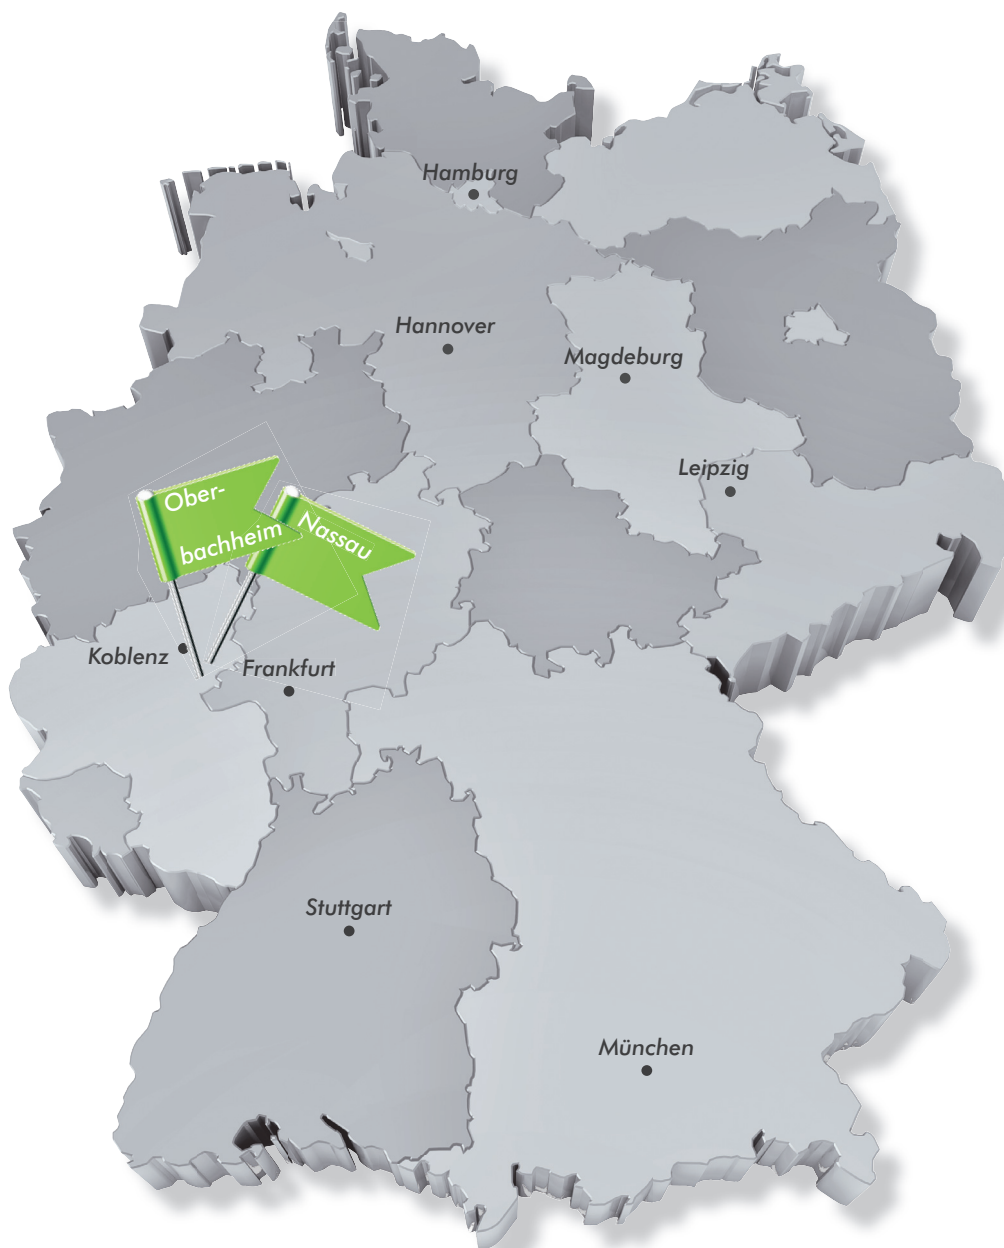 Hamburg
Hannover
Magdeburg
Leipzig
Ober-
bachheim
Nassau
Koblenz
Frankfurt
Stuttgart
München